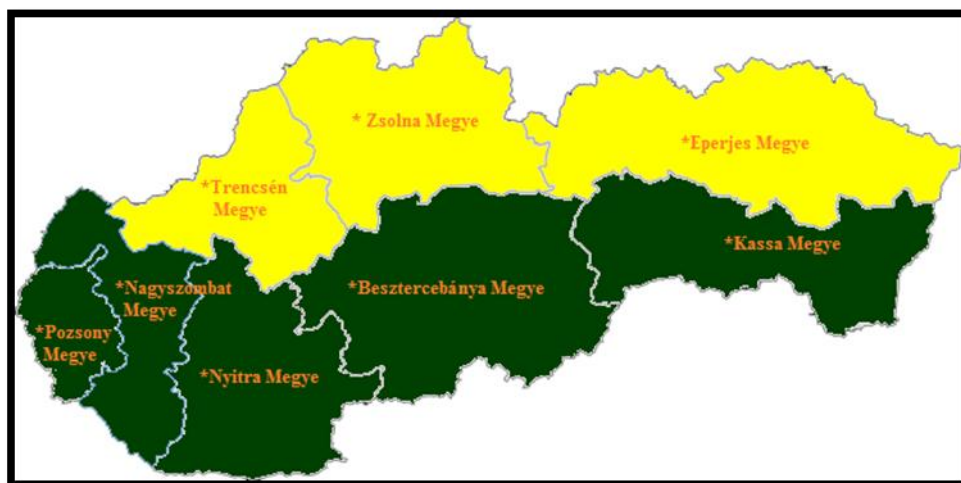 * Zsolna Megye
*Eperjes Megye
*Trencsén
Megye
*Kassa Megye
*Nagyszombat
Megye
*Besztercebánya Megye
*Pozsony
Megye
*Nyitra Megye